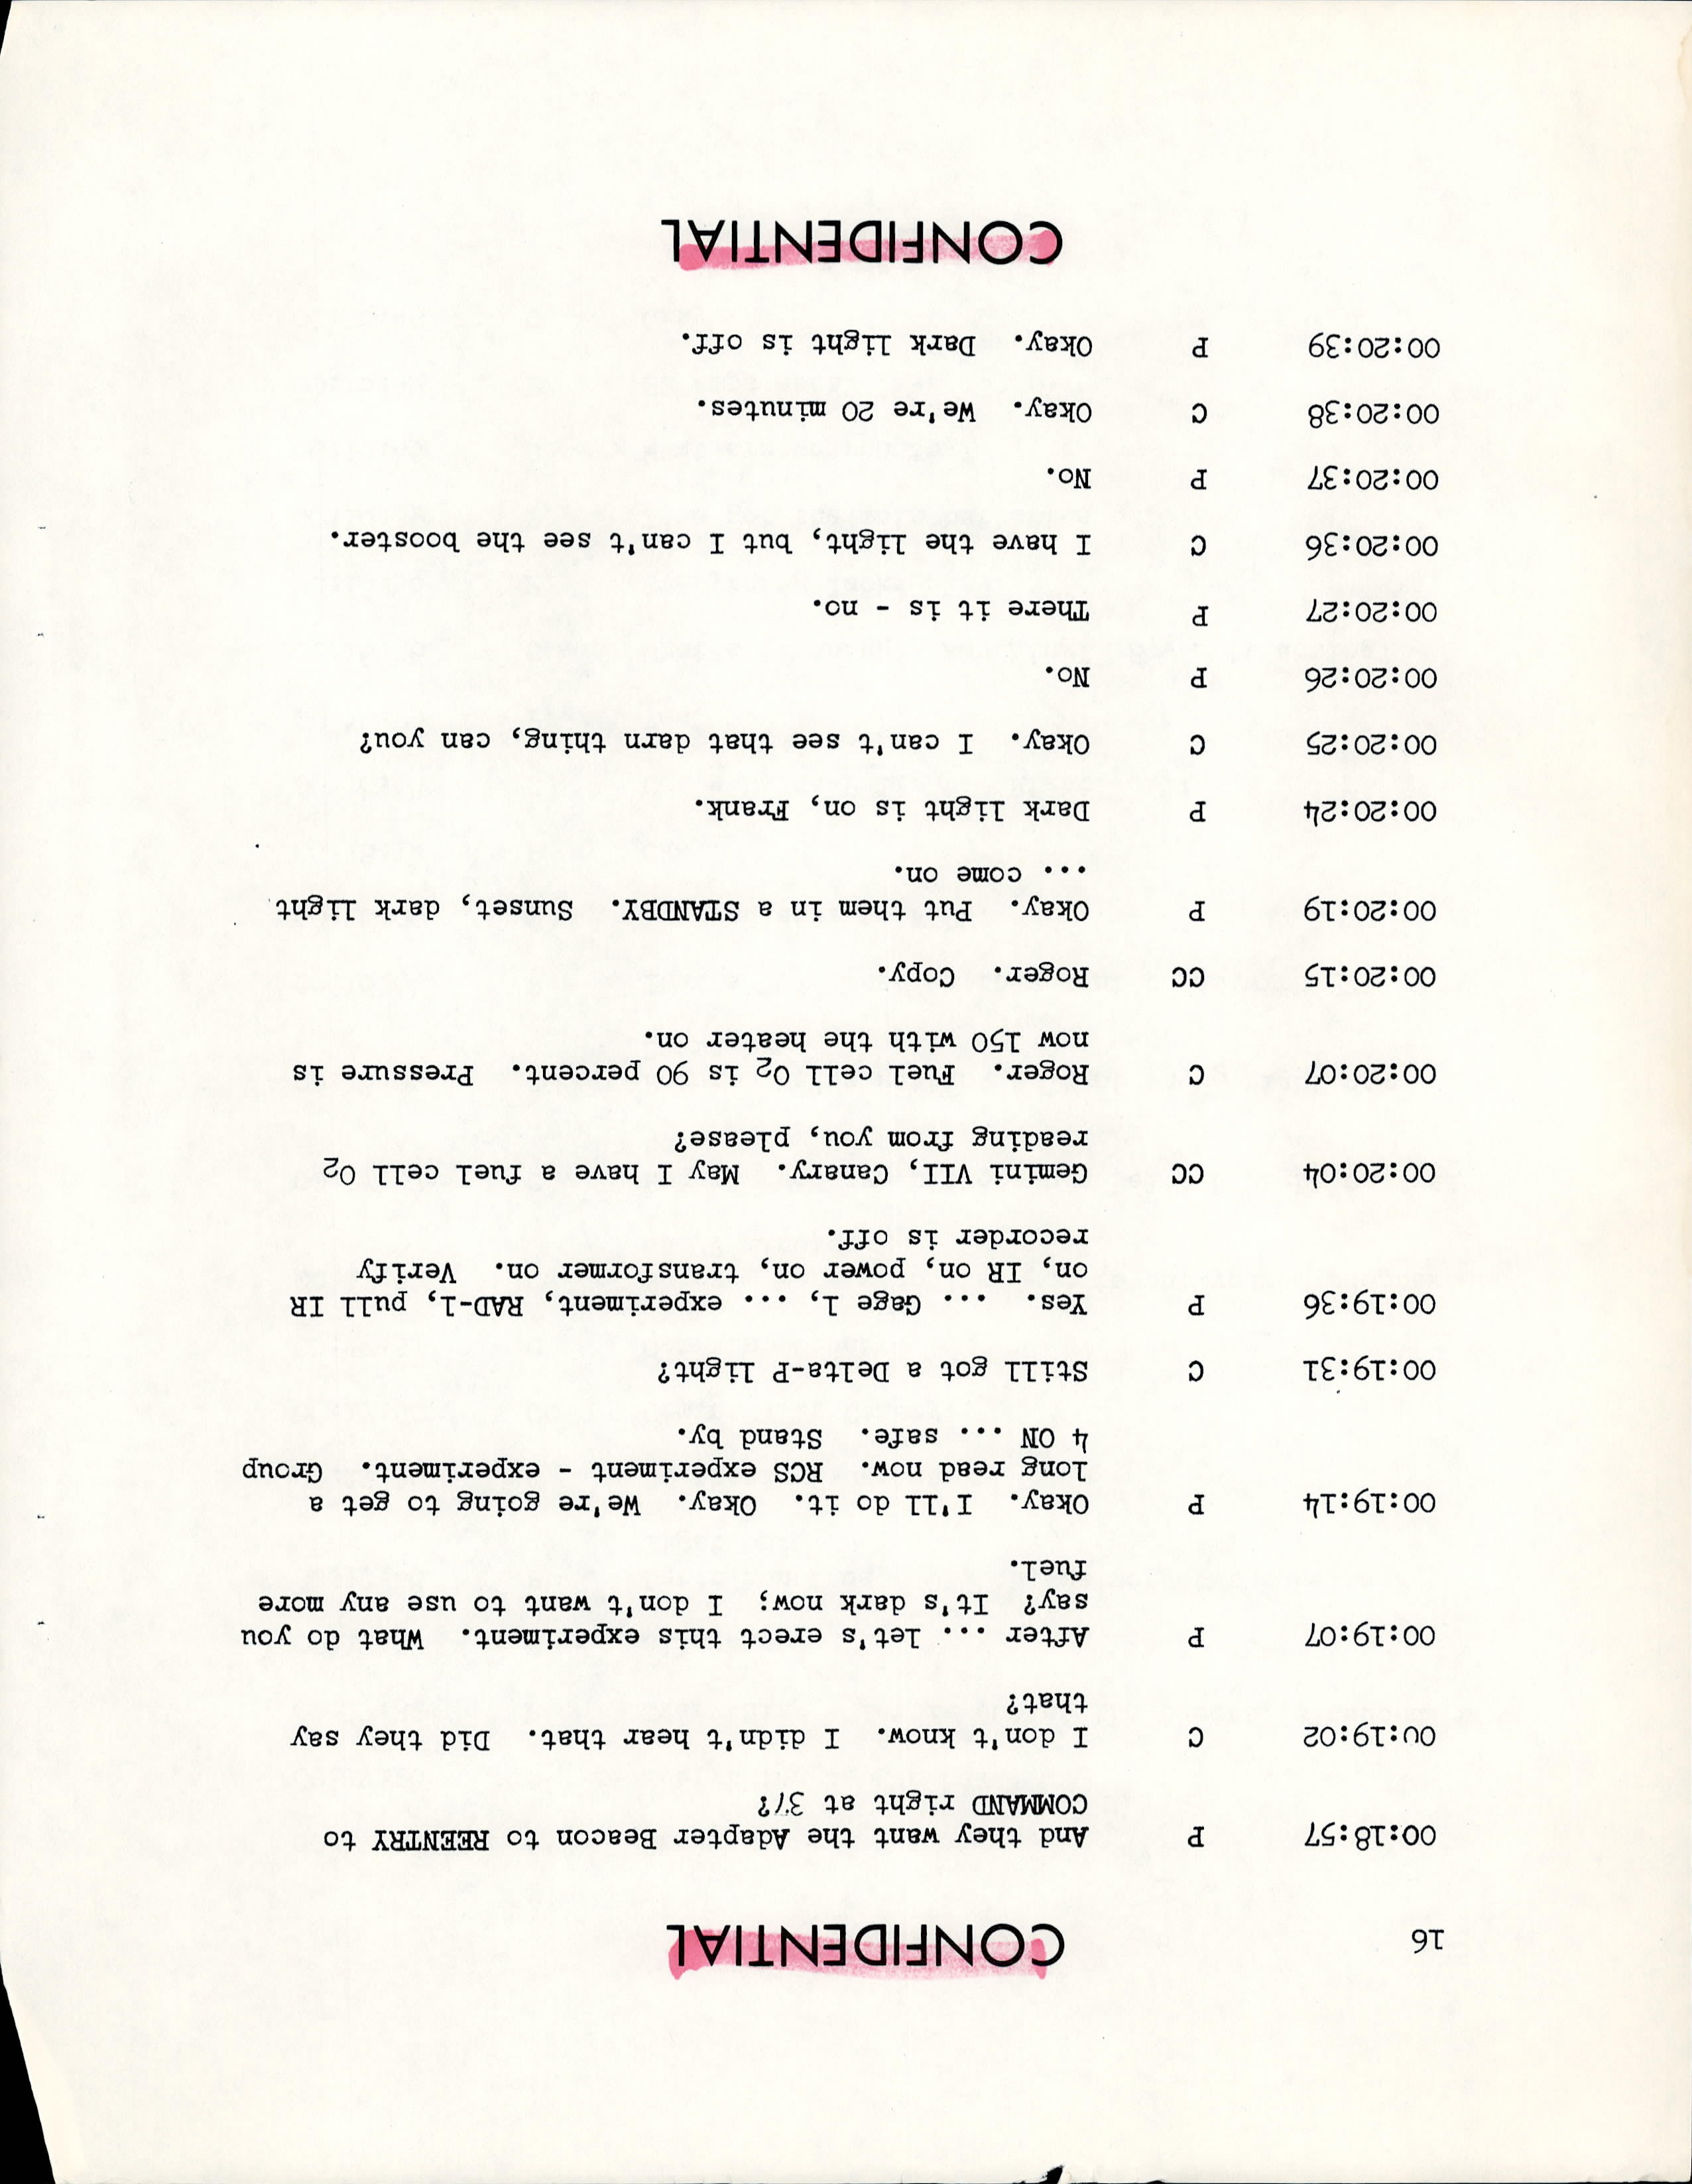 16
CONFIDENTIAL
00:18:57 P And they want the Adapter Beacon to REENTRY to
COMMAND right at 37?
00:19:02 C I don't know. I didn't hear that. Did they say
that?
00:19:07 P After ... let's erect this experiment. What do you
say? It's dark now; I don't want to use any more
fuel.
00:19:14 P Okay. I'll do it. Okay. We're going to get a
long read now. RCS experiment - experiment. Group
4 ON ... safe. Stand by.
00:19:31 C Still got a Delta-P light?
00:19:36 P Yes. ... Gage 1, ... experiment, RAD-1, pull IR
on, IR on, power on, transformer on. Verify
recorder is off.
00:20:04 CC Gemini VII, Canary. May I have a fuel cell O2
reading from you, please?
00:20:07 C Roger. Fuel cell O2 is 90 percent. Pressure is
now 150 with the heater on.
00:20:15 CC Roger. Copy.
00:20:19 P Okay. Put them in a STANDBY. Sunset, dark light
... come on.
00:20:24 P Dark light is on, Frank.
00:20:25 C Okay. I can't see that darn thing, can you?
00:20:26 P No.
00:20:27 P There it is - no.
00:20:36 C I have the light, but I can't see the booster.
00:20:37 P No.
00:20:38 C Okay. We're 20 minutes.
00:20:39 P Okay. Dark light is off.
CONFIDENTIAL